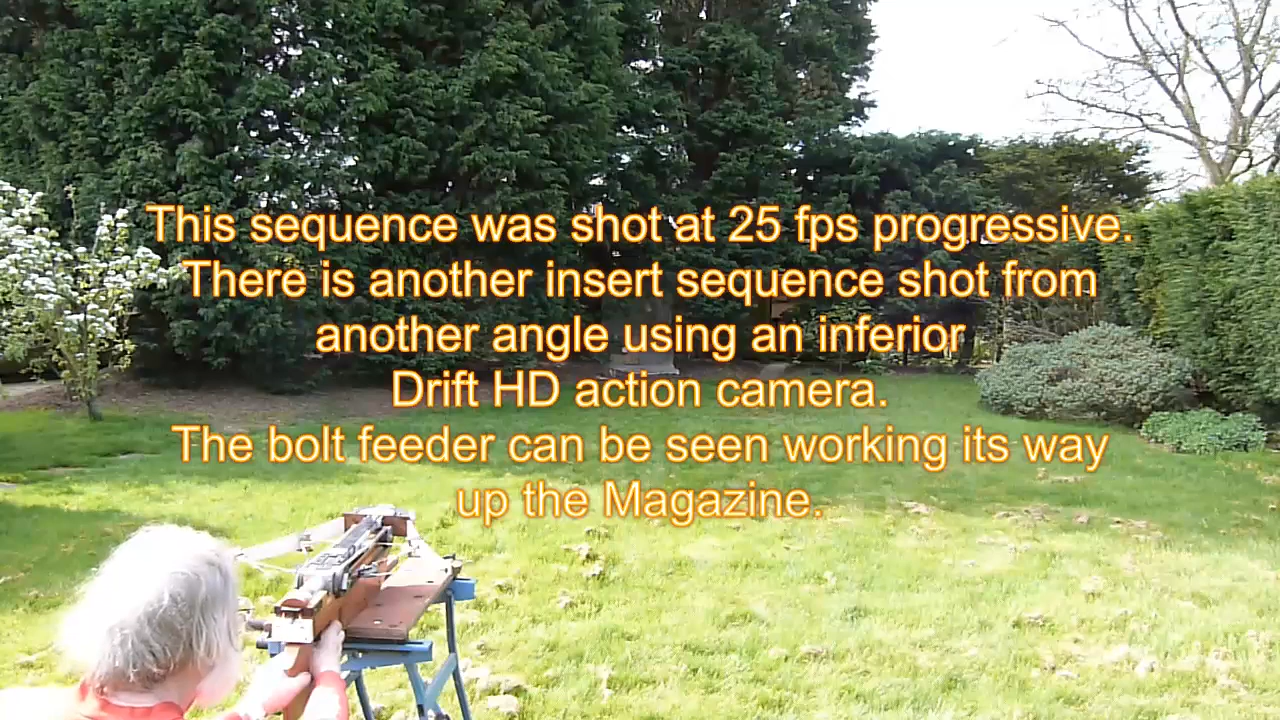 This sequence was shot at 25 fps progressive.
There is another insert sequence shot from
another angle using an inferior
Drift HD action camera.
The bolt feeder can be seen working its way
up the Magazine.